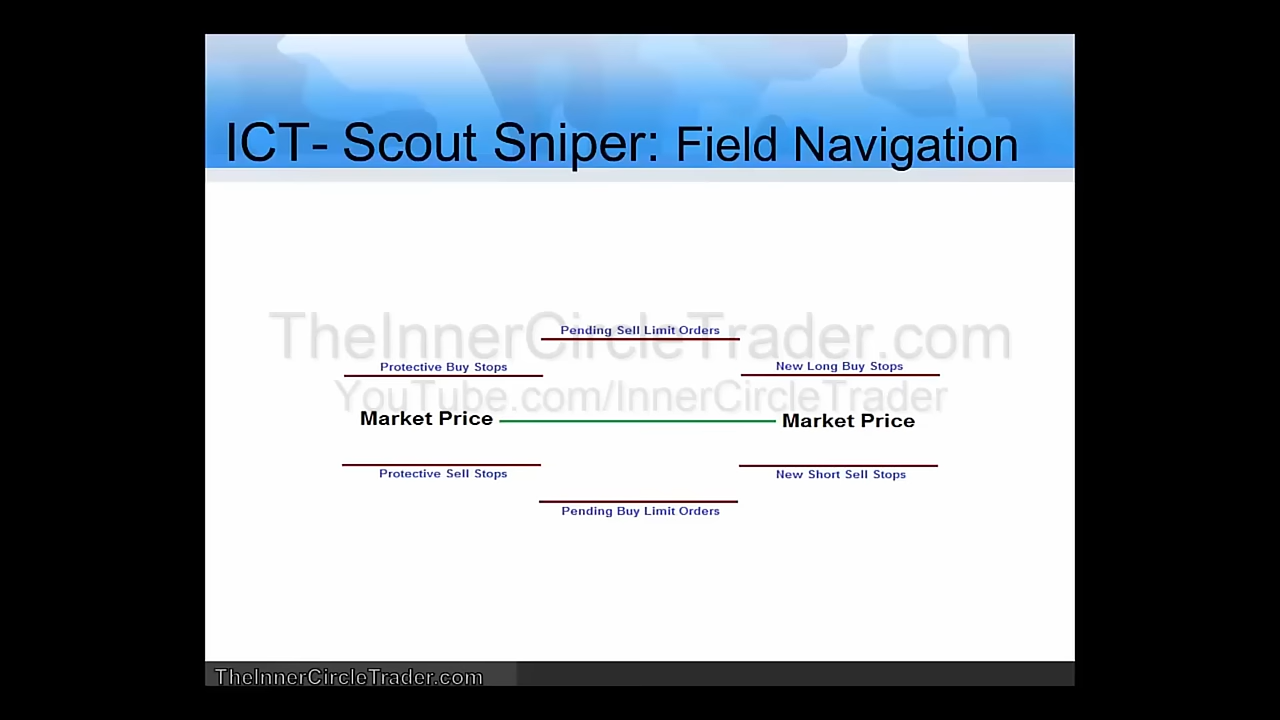 ICT- Scout Sniper: Field Navigation
TheInnerCircleTrader.com
Pending Sell Limit Orders
Protective Buy Stops
New Long Buy Stops
YouTube.com/InnerCircleTrader
Market Price
Market Price
Protective Sell Stops
New Short Sell Stops
Pending Buy Limit Orders
TheInnerCircleTrader.com